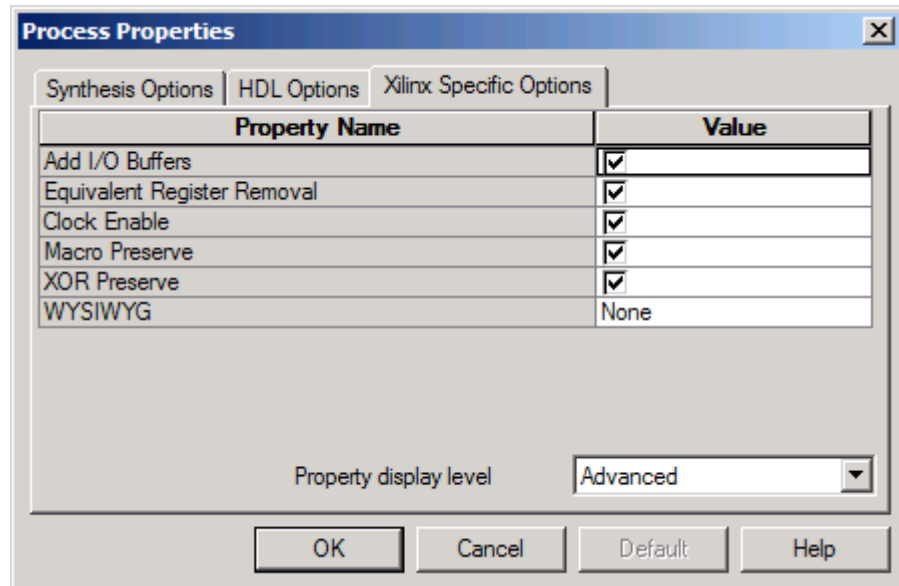 Process Properties
Synthesis Options HDL Options Xilinx Specific Options
Property Name Value
Add I/O Buffers
Equivalent Register Removal
Clock Enable
Macro Preserve
XOR Preserve
WYSIWYG None
Property display level Advanced
OK Cancel Default Help